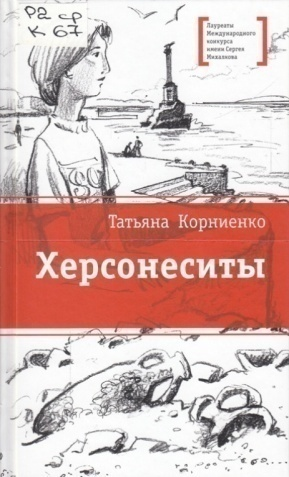 Р2 ср
К 67
Лауреаты
Международного
конкурса
имени Сергея
Михалкова
Татьяна Корниенко
Херсонеситы